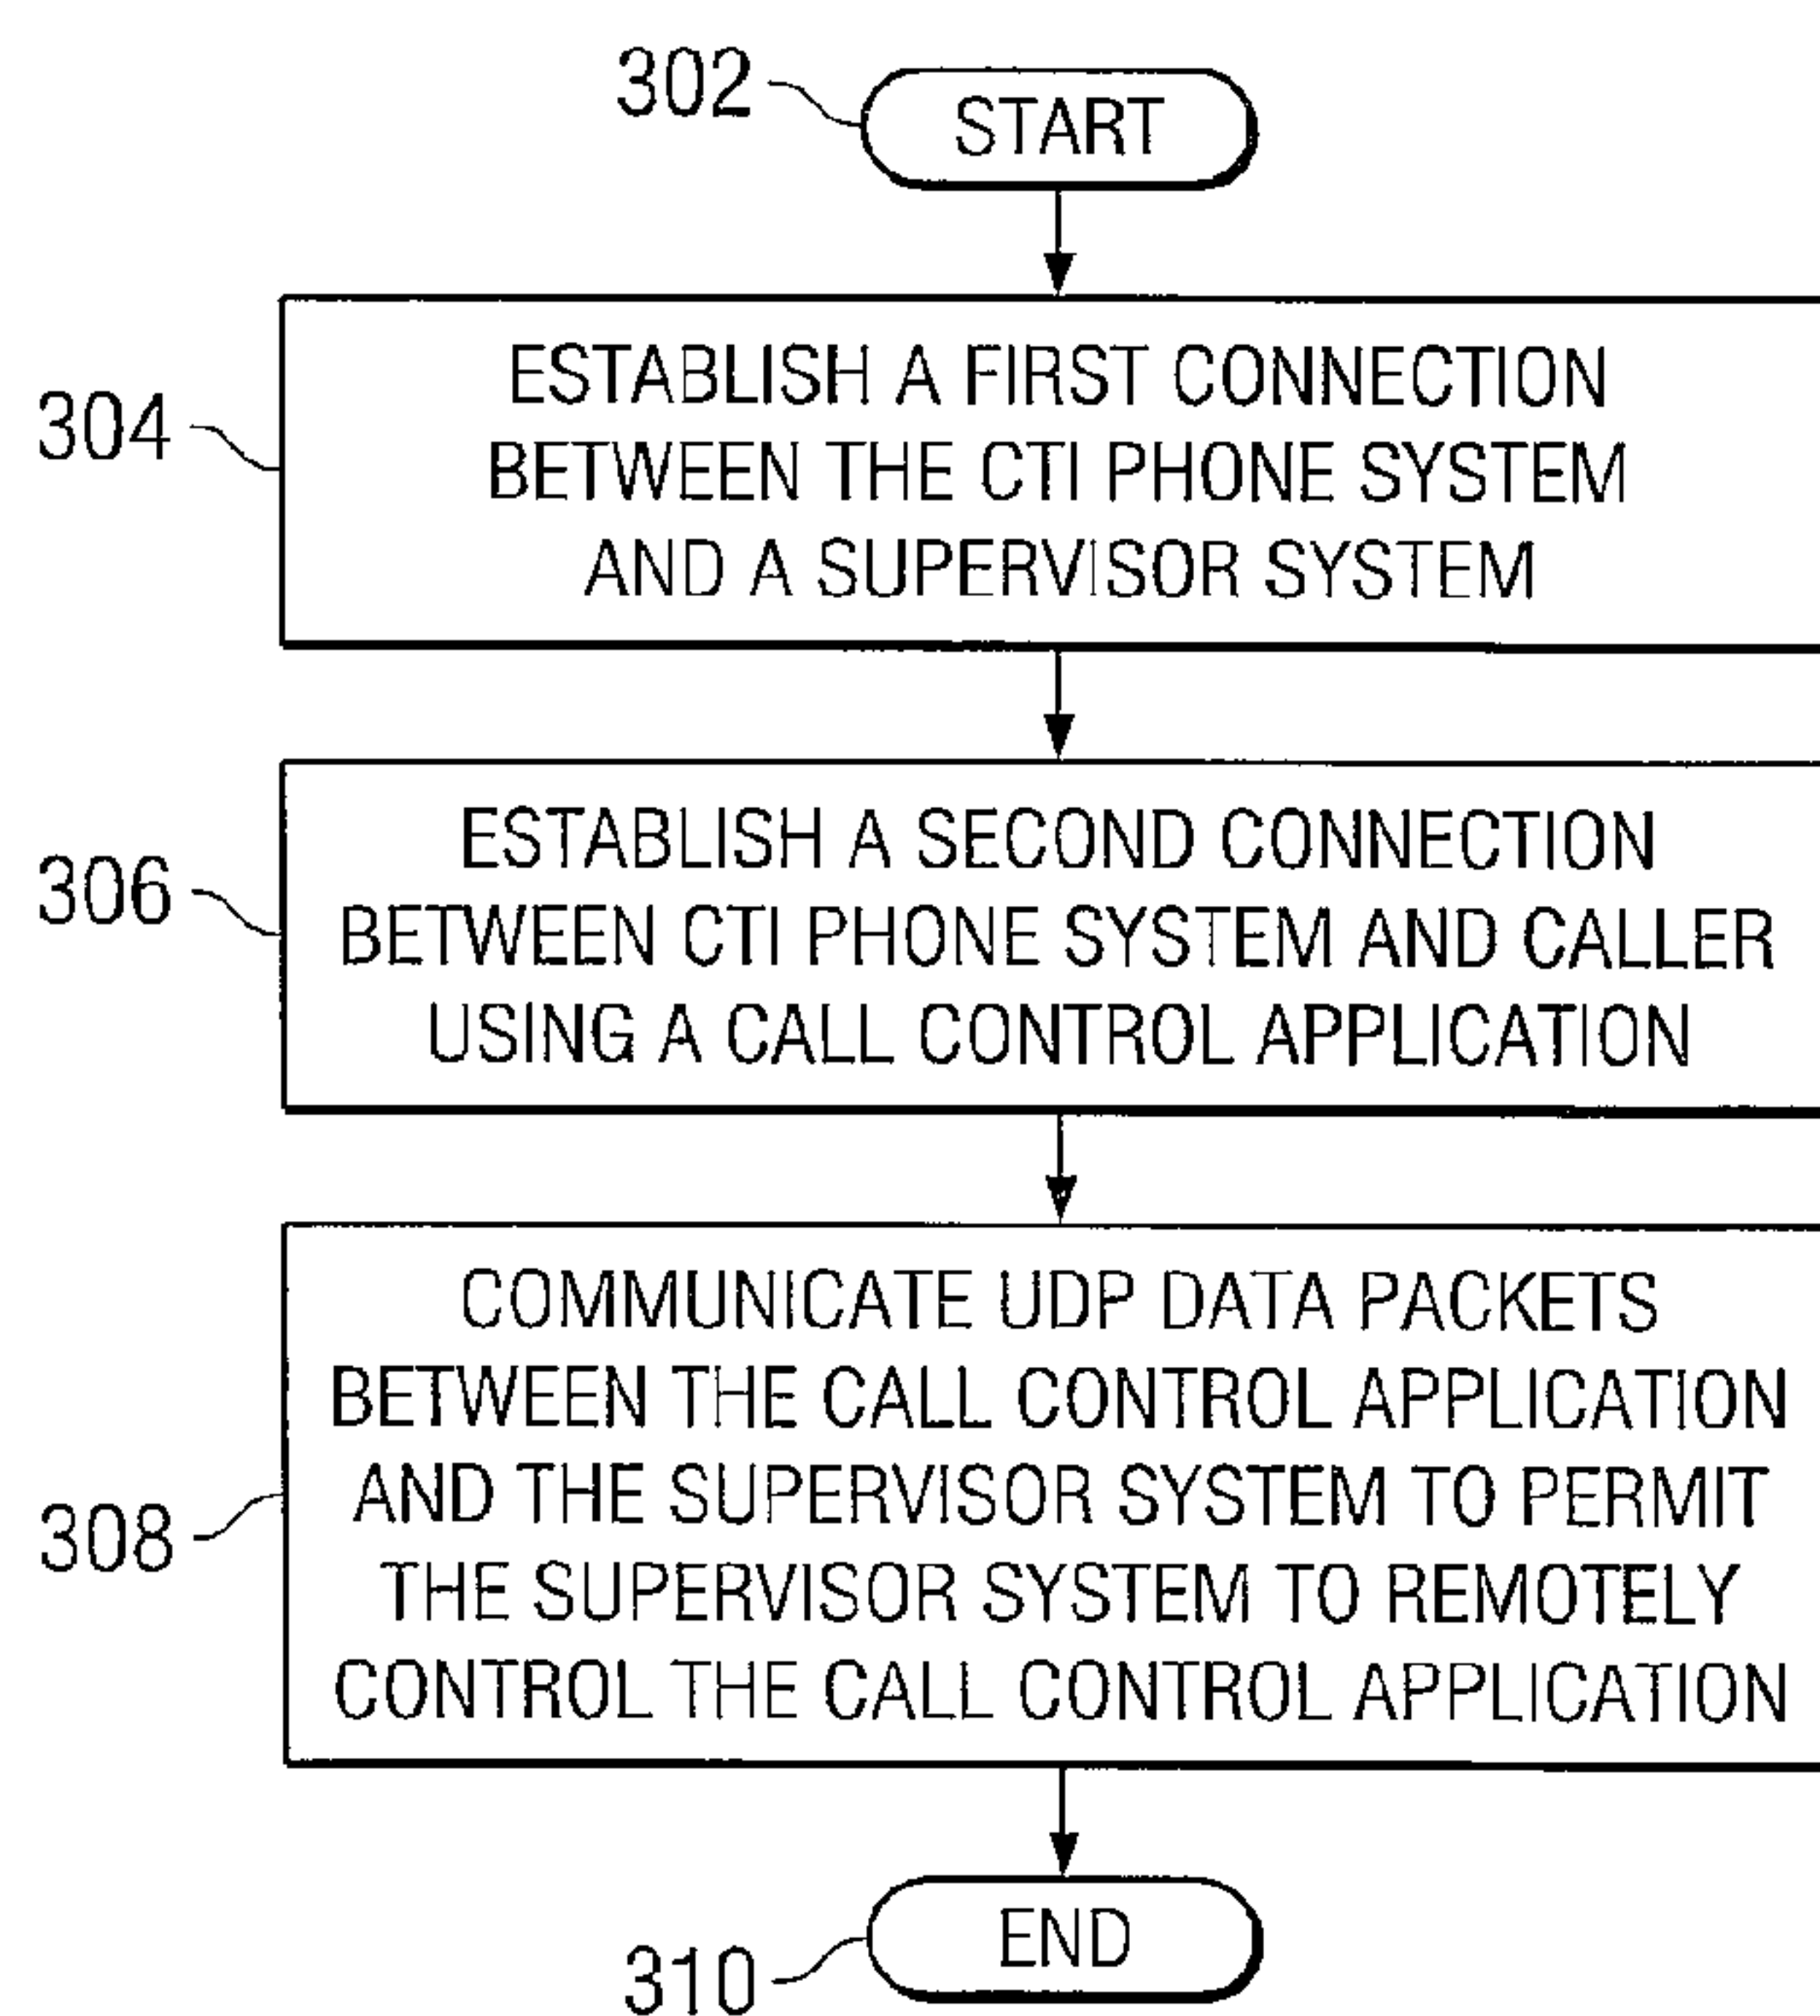 302
START
304
ESTABLISH A FIRST CONNECTION
BETWEEN THE CTI PHONE SYSTEM
AND A SUPERVISOR SYSTEM
306
ESTABLISH A SECOND CONNECTION
BETWEEN CTI PHONE SYSTEM AND CALLER
USING A CALL CONTROL APPLICATION
308
COMMUNICATE UDP DATA PACKETS
BETWEEN THE CALL CONTROL APPLICATION
AND THE SUPERVISOR SYSTEM TO PERMIT
THE SUPERVISOR SYSTEM TO REMOTELY
CONTROL THE CALL CONTROL APPLICATION
310
END